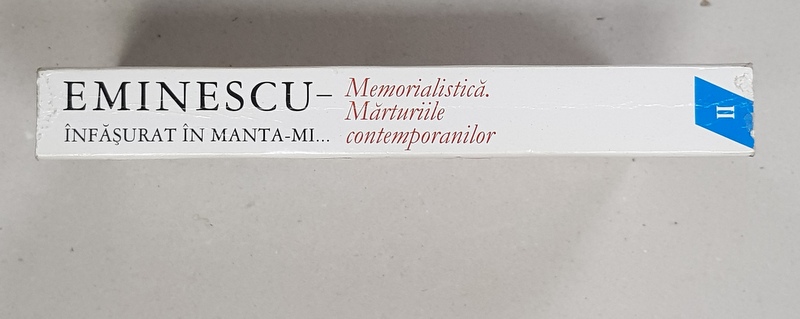 EMINESCU–
ÎNFĂŞURAT ÎN MANTA-MI...
Memorialistică.
Mărturiile
contemporanilor
II